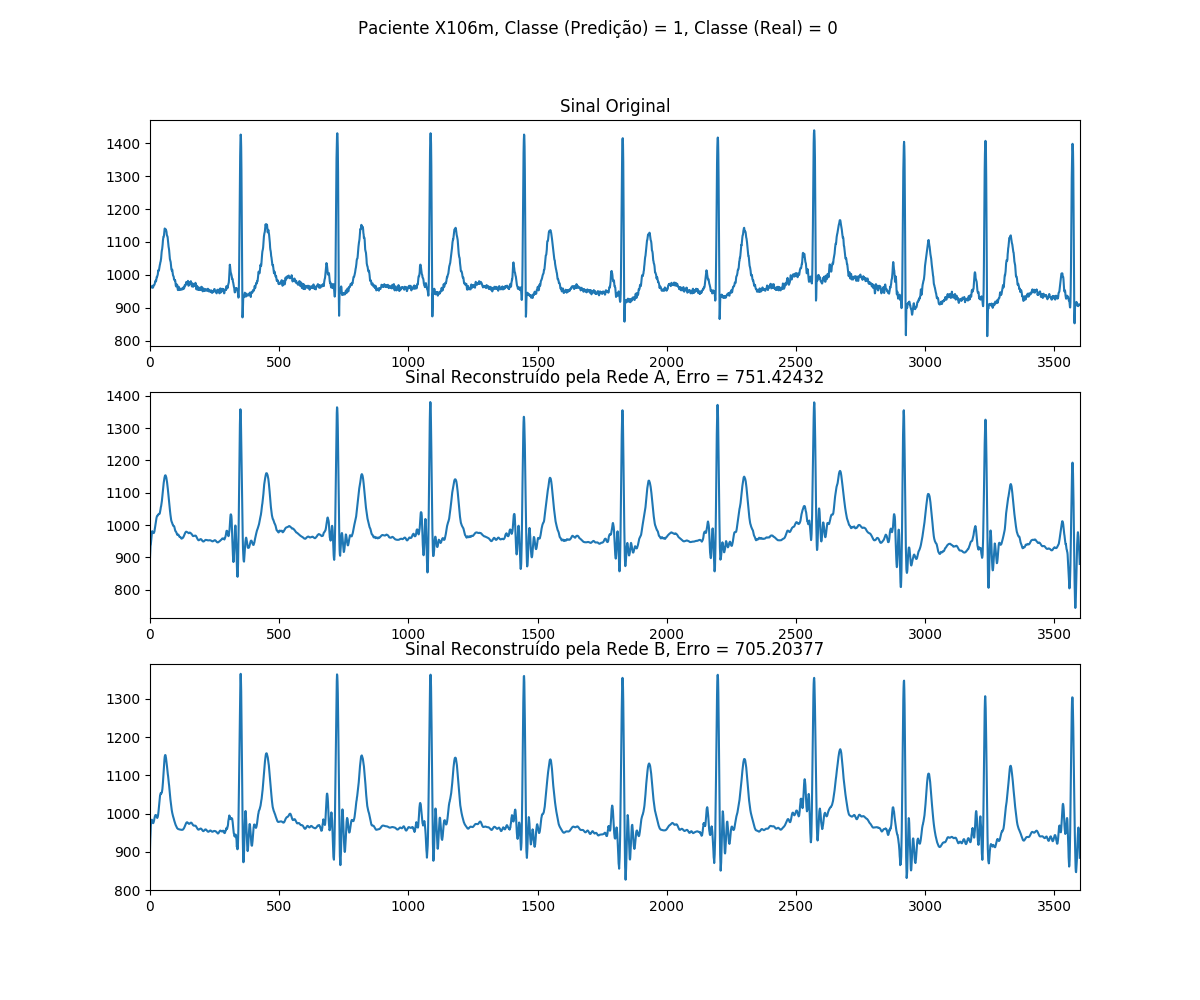 Paciente X106m, Classe (Predição) = 1, Classe (Real) = 0
Sinal Original
1400
1300
1200
1100
1000
900
800
0 500 1000 1500 2000 2500 3000 3500
Sinal Reconstruído pela Rede A, Erro = 751.42432
1400
1300
1200
1100
1000
900
800
0 500 1000 1500 2000 2500 3000 3500
Sinal Reconstruído pela Rede B, Erro = 705.20377
1300
1200
1100
1000
900
800
0 500 1000 1500 2000 2500 3000 3500